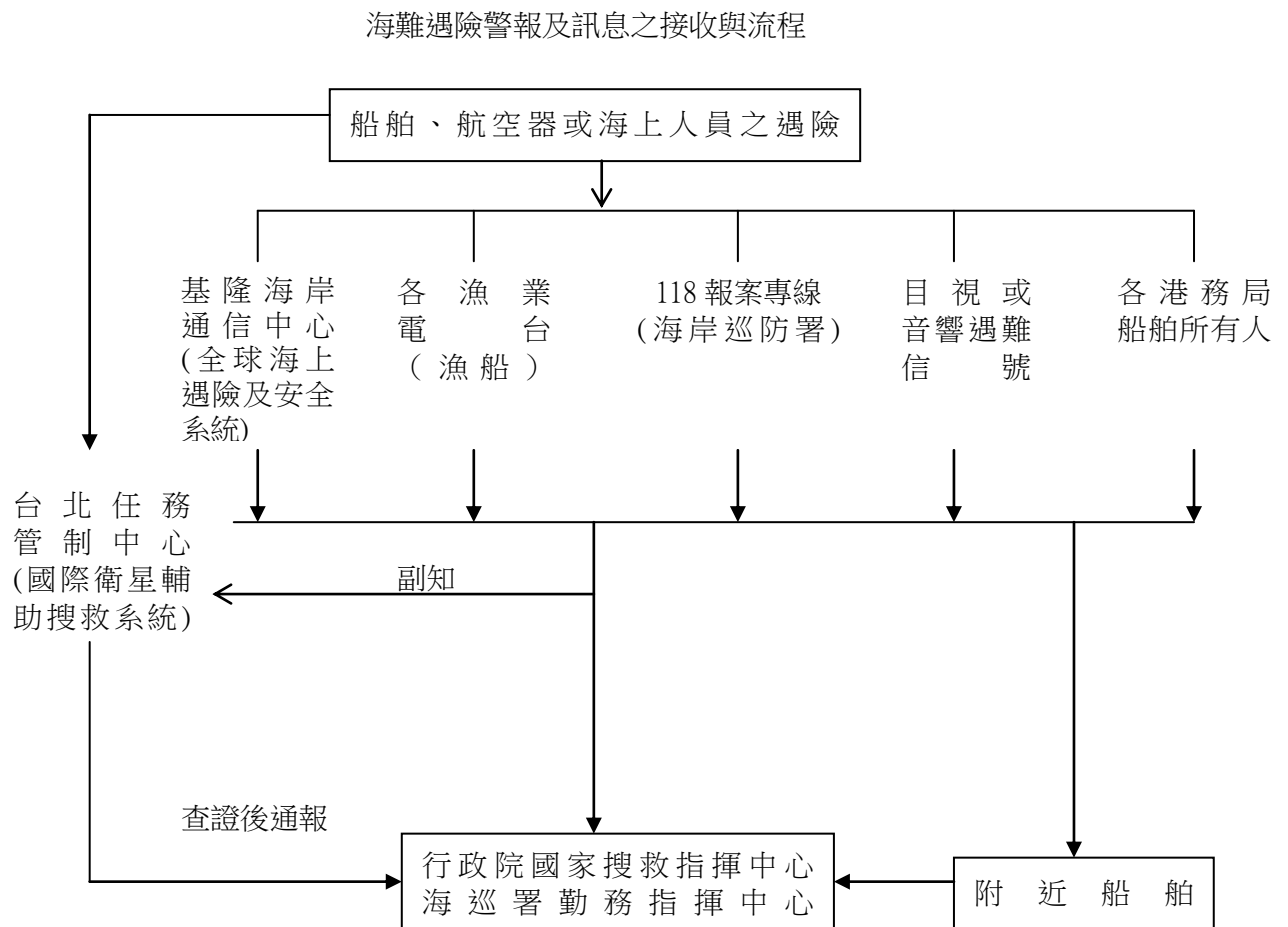 海難遇險警報及訊息之接收與流程
船舶、航空器或海上人員之遇險
基隆海岸
通信中心
(全球海上
遇險及安全
系統)
各漁業
電台
(漁船)
118報案專線
(海岸巡防署)
目視或
音響遇難
信號
各港務局
船舶所有人
台北任務
管制中心
(國際衛星輔
助搜救系統)
副知
查證後通報
行政院國家搜救指揮中心
海巡署勤務指揮中心
附近船舶